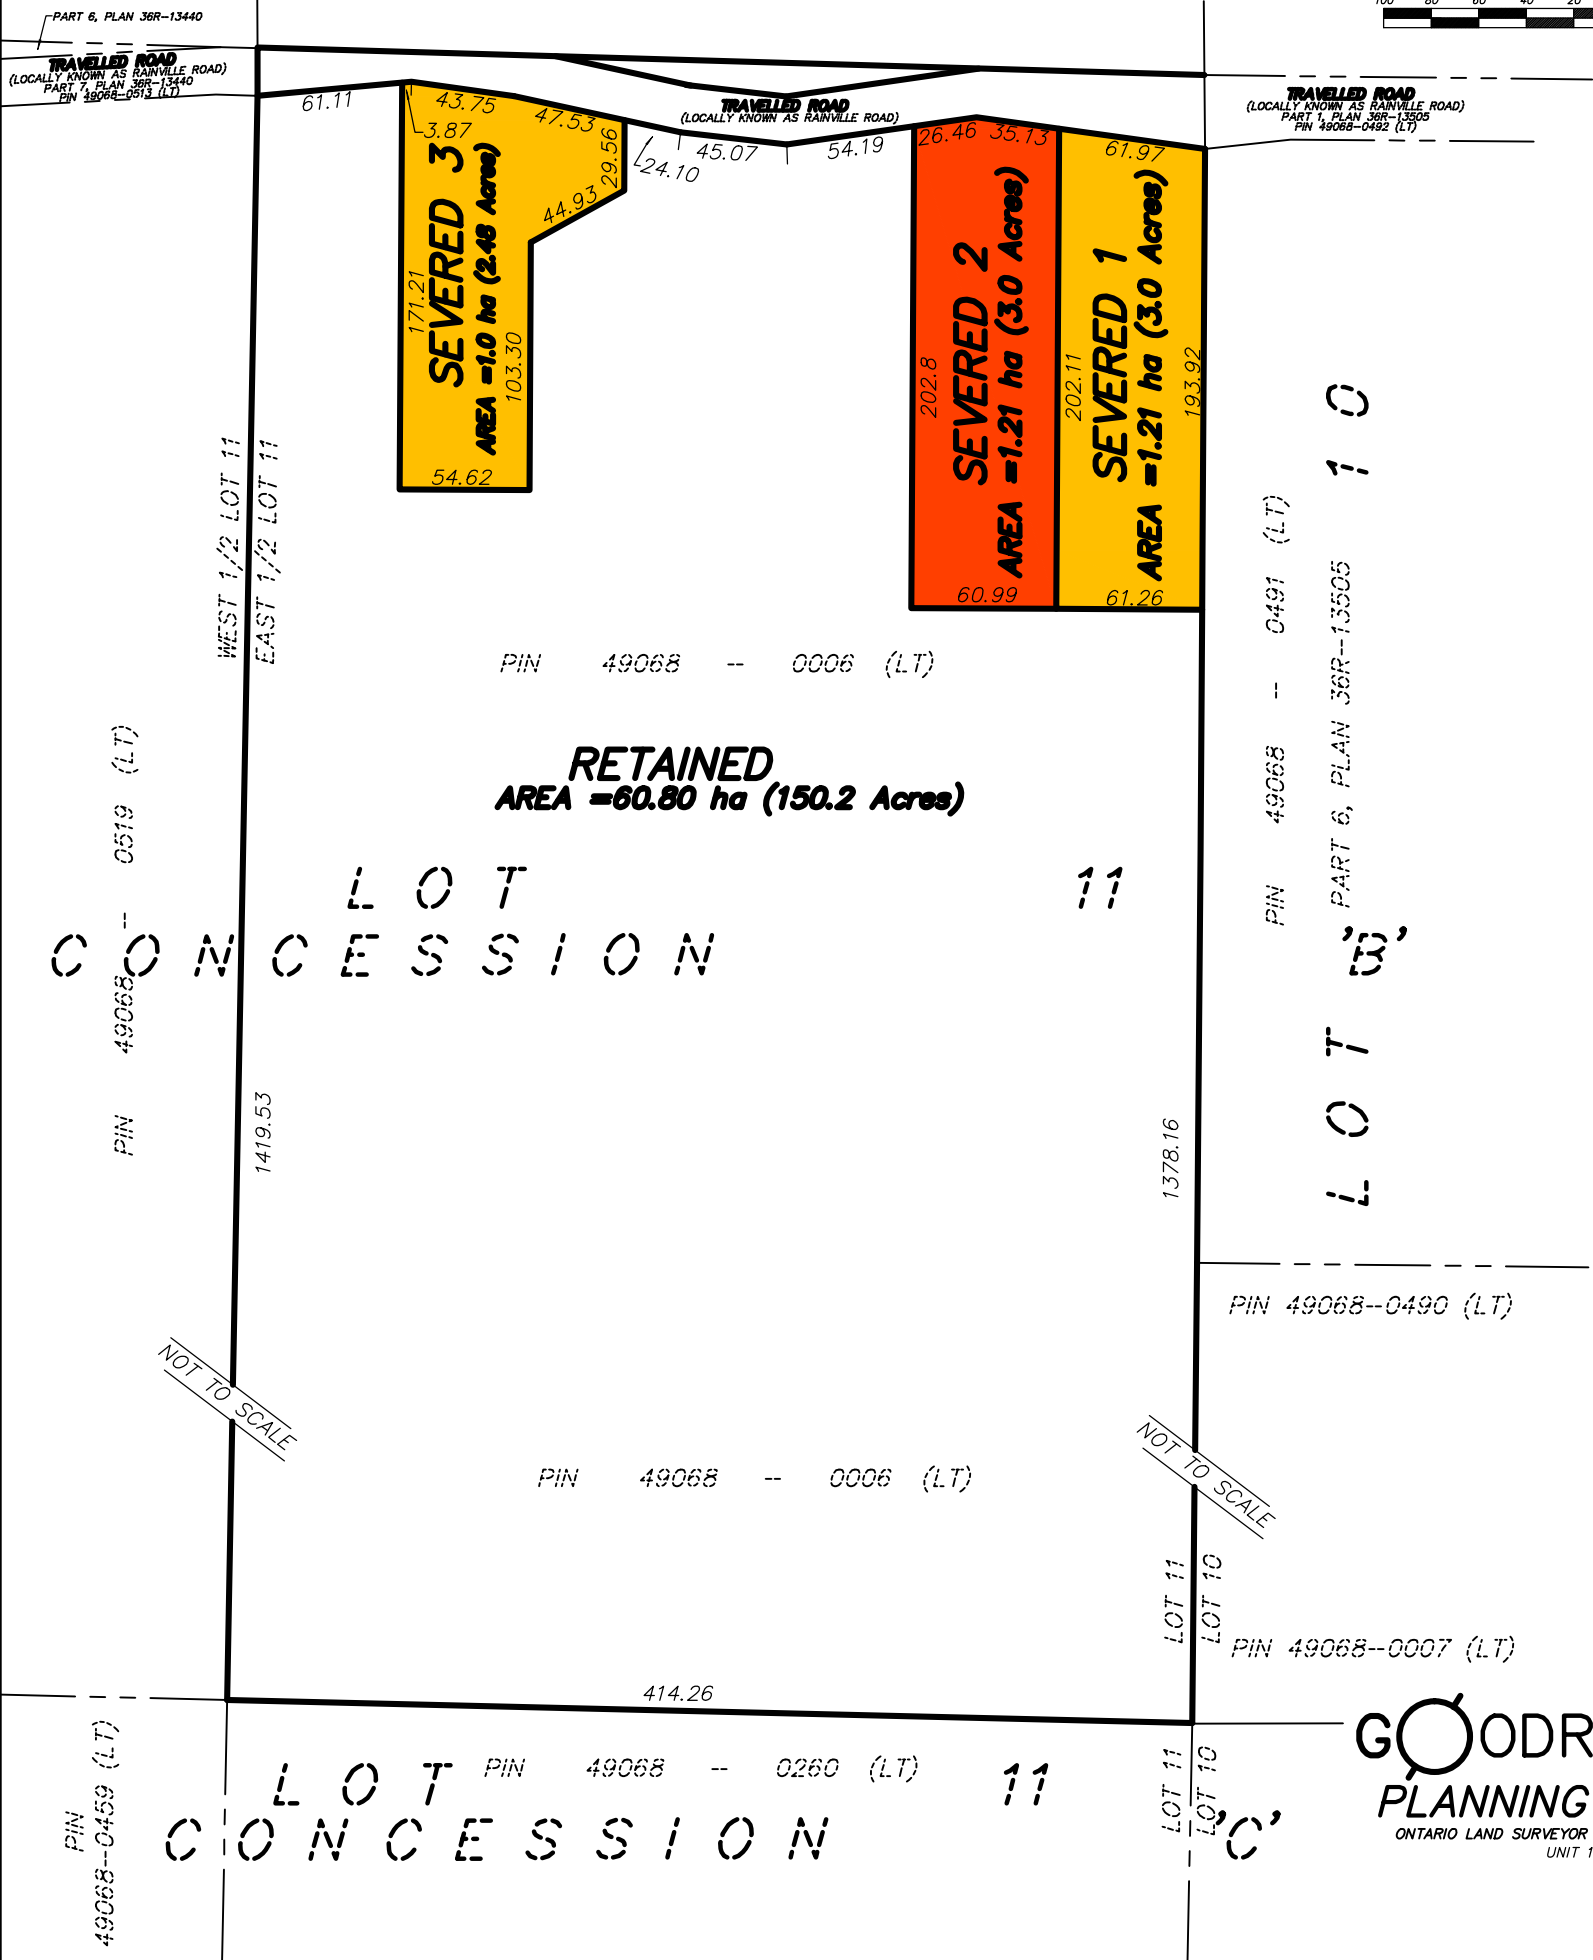 PART 6, PLAN 36R-13440
100 80 60 40 20
TRAVELLED ROAD
(LOCALLY KNOWN AS RAINVILLE ROAD)
PART 7, PLAN 36R-13440
PIN 49068-0513 (LT)
TRAVELLED ROAD
(LOCALLY KNOWN AS RAINVILLE ROAD)
TRAVELLED ROAD
(LOCALLY KNOWN AS RAINVILLE ROAD)
PART 1, PLAN 36R-13505
PIN 49068-0492 (LT)
61.11
43.75
47.53
3.87
29.56
24.10
45.07
54.19
26.46
35.13
61.97
44.93
SEVERED 3
AREA =1.0 ha (2.48 Acres)
171.21
103.30
54.62
SEVERED 2
AREA =1.21 ha (3.0 Acres)
202.8
60.99
SEVERED 1
AREA =1.21 ha (3.0 Acres)
202.11
193.92
61.26
WEST 1/2 LOT 11
EAST 1/2 LOT 11
PIN 49068 -- 0006 (LT)
RETAINED
AREA =60.80 ha (150.2 Acres)
LOT 11
CONCESSION 'B'
PIN 49068 -- 0519 (LT)
PIN 49068 -- 0491 (LT)
PART 6, PLAN 36R--13505
LOT 10
1419.53
1378.16
PIN 49068--0490 (LT)
NOT TO SCALE
NOT TO SCALE
PIN 49068 -- 0006 (LT)
LOT 11
LOT 10
PIN 49068--0007 (LT)
414.26
PIN
49068--0459 (LT)
LOT 11
PIN 49068 -- 0260 (LT)
CONCESSION 'C'
LOT 11
LOT 10
GOODR
PLANNING
ONTARIO LAND SURVEYOR
UNIT 1